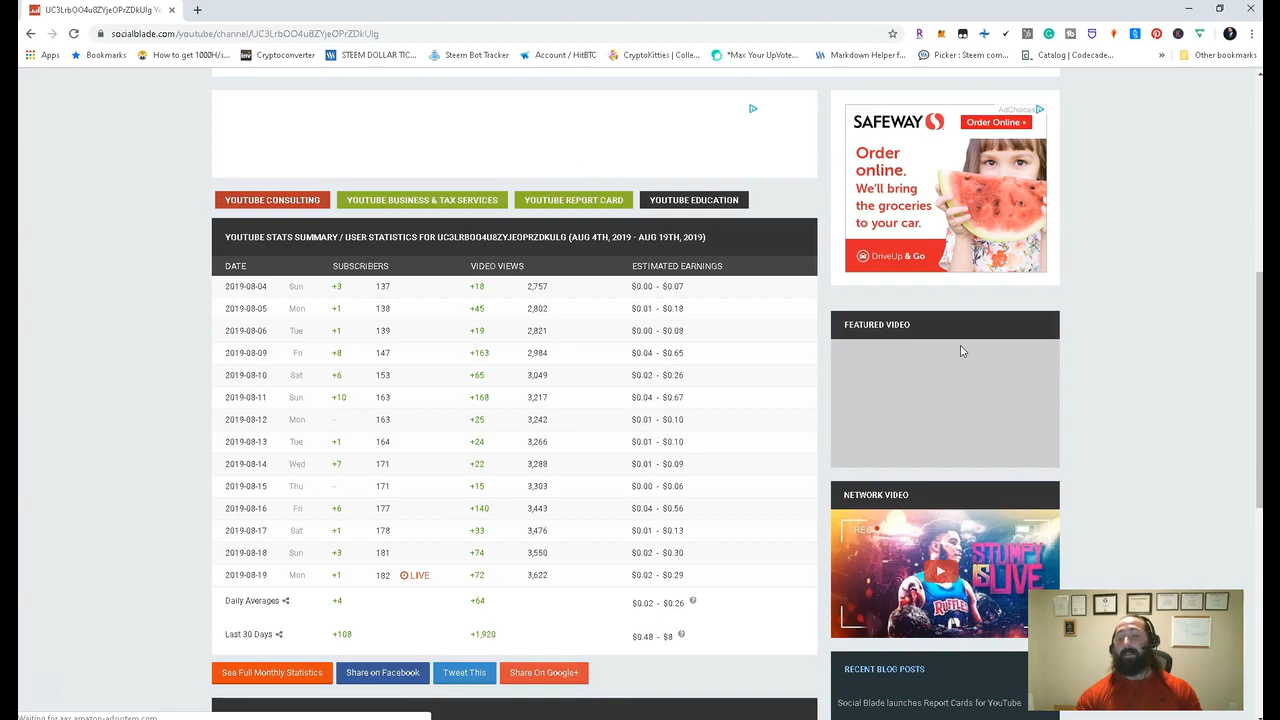 UC3LrbOO4u8ZYjeOPrZDkUlg Yo
socialblade.com/youtube/channel/UC3LrbOO4u8ZYjeOPrZDkUlg
Apps Bookmarks How to get 1000H/s... Cryptoconverter STEEM DOLLAR TIC... Steem Bot Tracker Account / HitBTC CryptoKitties | Colle... *Max Your UpVote... Markdown Helper f... Picker : Steem com... Catalog | Codecade... » Other bookmarks
AdChoices
SAFEWAY Order Online »
Order
online.
We'll bring
the groceries
to your car.
DriveUp & Go
YOUTUBE CONSULTING YOUTUBE BUSINESS & TAX SERVICES YOUTUBE REPORT CARD YOUTUBE EDUCATION
YOUTUBE STATS SUMMARY / USER STATISTICS FOR UC3LRBOO4U8ZYJEOPRZDKULG (AUG 4TH, 2019 - AUG 19TH, 2019)
DATE SUBSCRIBERS VIDEO VIEWS ESTIMATED EARNINGS
2019-08-04 Sun +3 137 +18 2,757 $0.00 - $0.07
2019-08-05 Mon +1 138 +45 2,802 $0.01 - $0.18
2019-08-06 Tue +1 139 +19 2,821 $0.00 - $0.08
2019-08-09 Fri +8 147 +163 2,984 $0.04 - $0.65
2019-08-10 Sat +6 153 +65 3,049 $0.02 - $0.26
2019-08-11 Sun +10 163 +168 3,217 $0.04 - $0.67
2019-08-12 Mon -- 163 +25 3,242 $0.01 - $0.10
2019-08-13 Tue +1 164 +24 3,266 $0.01 - $0.10
2019-08-14 Wed +7 171 +22 3,288 $0.01 - $0.09
2019-08-15 Thu -- 171 +15 3,303 $0.00 - $0.06
2019-08-16 Fri +6 177 +140 3,443 $0.04 - $0.56
2019-08-17 Sat +1 178 +33 3,476 $0.01 - $0.13
2019-08-18 Sun +3 181 +74 3,550 $0.02 - $0.30
2019-08-19 Mon +1 182 LIVE +72 3,622 $0.02 - $0.29
Daily Averages +4 +64 $0.02 - $0.26
Last 30 Days +108 +1,920 $0.48 - $8
See Full Monthly Statistics Share on Facebook Tweet This Share On Google+
FEATURED VIDEO
NETWORK VIDEO
REC
STUMPY
IS LIVE
RUFFLES
RECENT BLOG POSTS
Social Blade launches Report Cards for YouTube
Waiting for aax.amazon-adsystem.com...